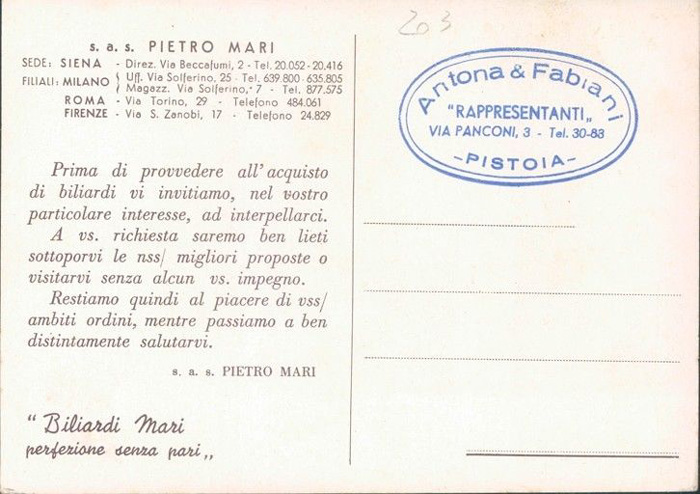 203
s. a. s. PIETRO MARI
SEDE: SIENA - Direz. Via Beccafumi, 2 - Tel. 20.052 - 20.416
FILIALI: MILANO { Uff. Via Solferino, 25 - Tel. 639.800 - 635.805
Magazz. Via Solferino, 7 - Tel. 877.575
ROMA - Via Torino, 29 - Telefono 484.061
FIRENZE - Via S. Zanobi, 17 - Telefono 24.829
Prima di provvedere all'acquisto
di biliardi vi invitiamo, nel vostro
particolare interesse, ad interpellarci.
A vs. richiesta saremo ben lieti
sottoporvi le nss/ migliori proposte o
visitarvi senza alcun vs. impegno.
Restiamo quindi al piacere di vss/
ambiti ordini, mentre passiamo a ben
distintamente salutarvi.
s. a. s. PIETRO MARI
"Biliardi Mari
perfezione senza pari„
Antona & Fabiani
"RAPPRESENTANTI„
VIA PANCONI, 3 - Tel. 30-83
-PISTOIA-